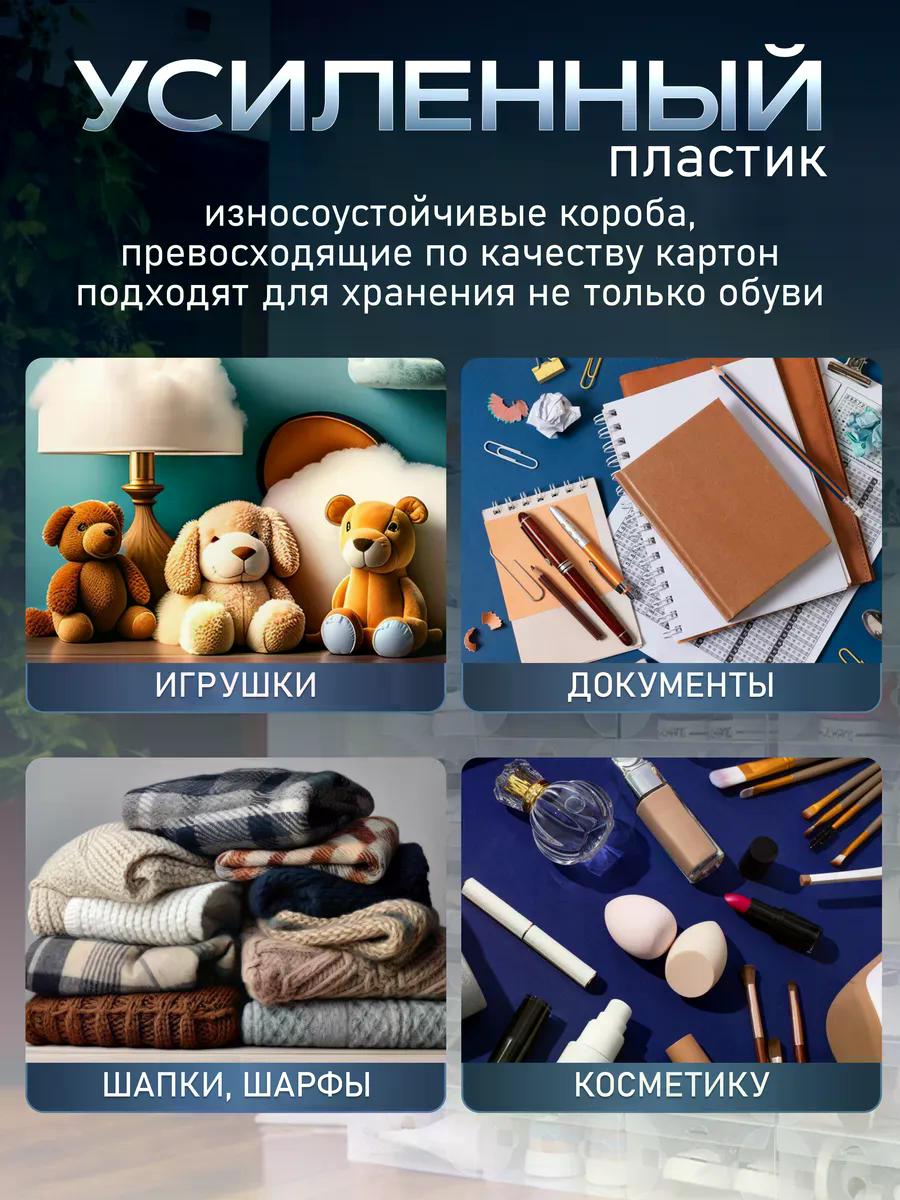 УСИЛЕННЫЙ
пластик
износоустойчивые короба,
превосходящие по качеству картон
подходят для хранения не только обуви
ИГРУШКИ
ДОКУМЕНТЫ
ШАПКИ, ШАРФЫ
КОСМЕТИКУ